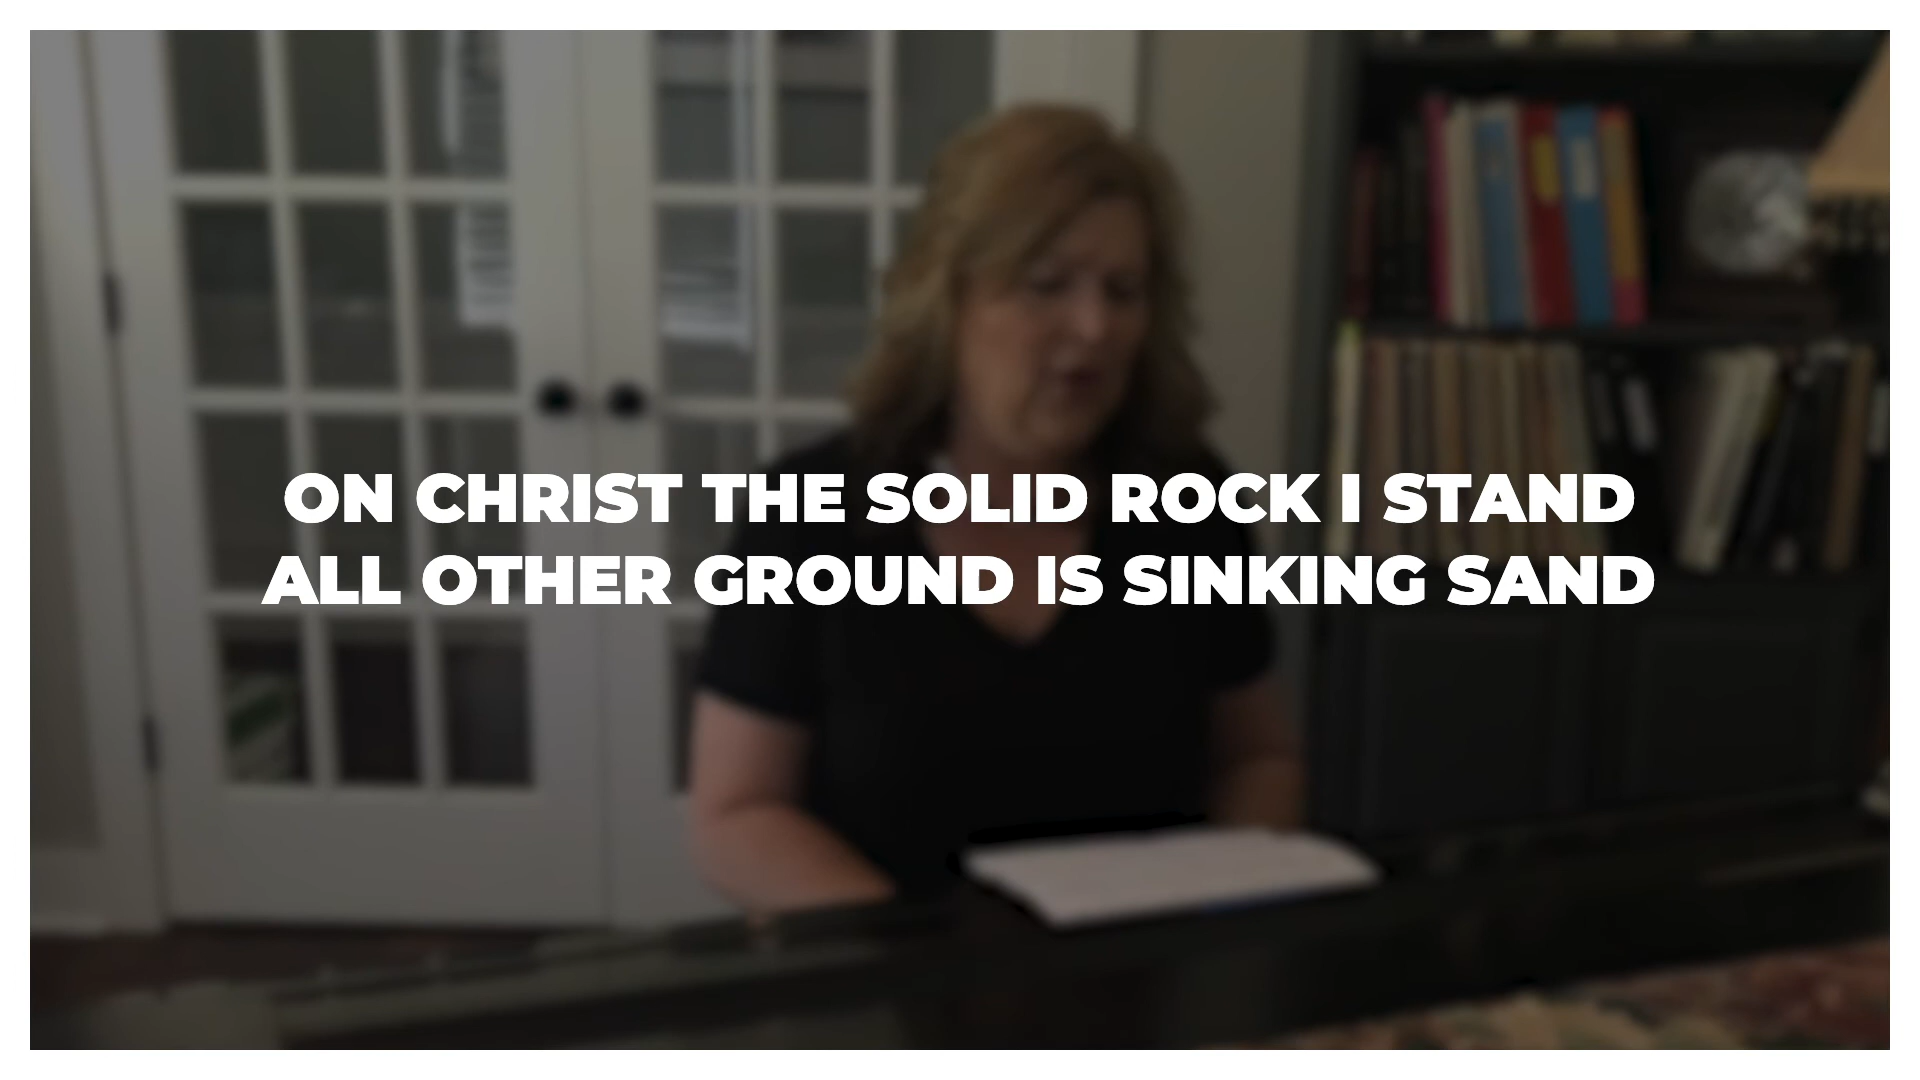 ON CHRIST THE SOLID ROCK I STAND
ALL OTHER GROUND IS SINKING SAND